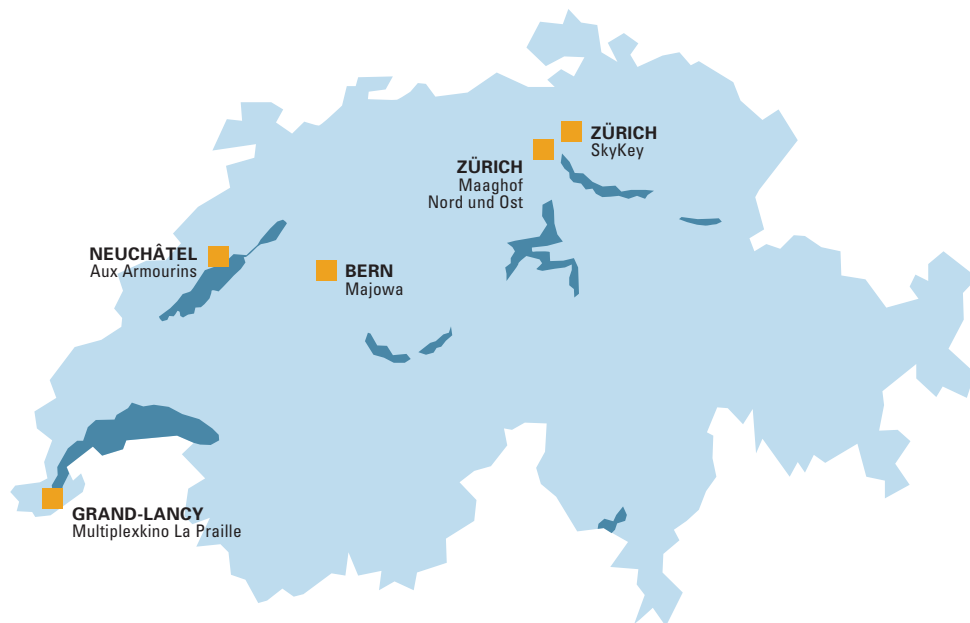 ZÜRICH
SkyKey
ZÜRICH
Maaghof
Nord und Ost
NEUCHÂTEL
Aux Armourins
BERN
Majowa
GRAND-LANCY
Multiplexkino La Praille